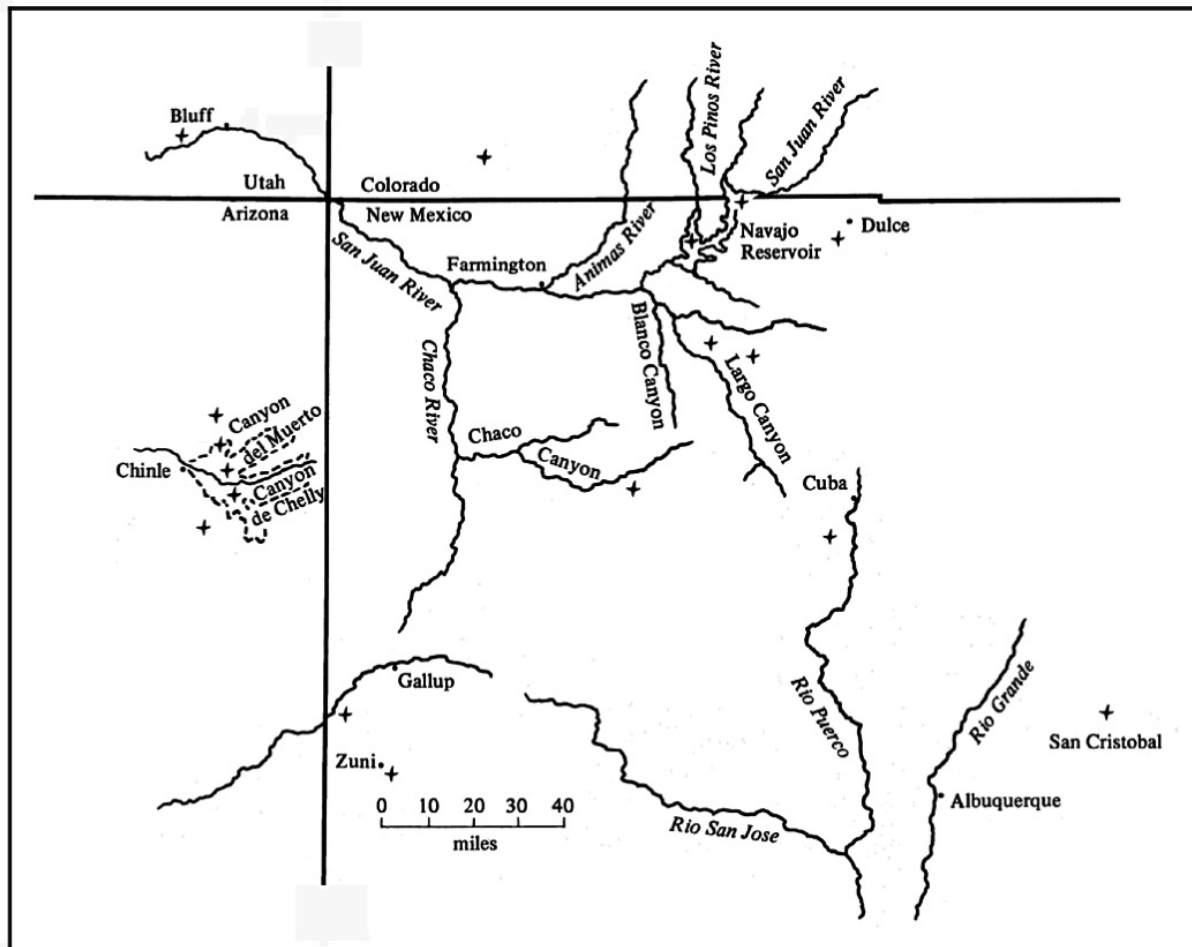 Los Pinos River
San Juan River
Bluff
Utah
Colorado
Arizona
New Mexico
Dulce
Navajo
Reservoir
Animas River
San Juan River
Farmington
Blanco Canyon
Chaco River
Largo Canyon
Canyon
del Muerto
Chaco
Canyon
Chinle
Canyon
de Chelly
Cuba
Gallup
Rio Puerco
Rio Grande
San Cristobal
Zuni
0 10 20 30 40
miles
Albuquerque
Rio San Jose